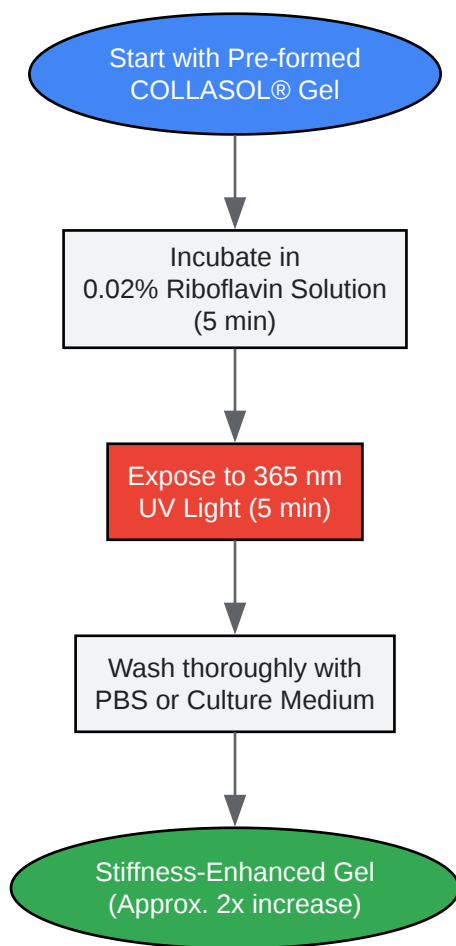 Start with Pre-formed
COLLASOL® Gel
Incubate in
0.02% Riboflavin Solution
(5 min)
Expose to 365 nm
UV Light (5 min)
Wash thoroughly with
PBS or Culture Medium
Stiffness-Enhanced Gel
(Approx. 2x increase)